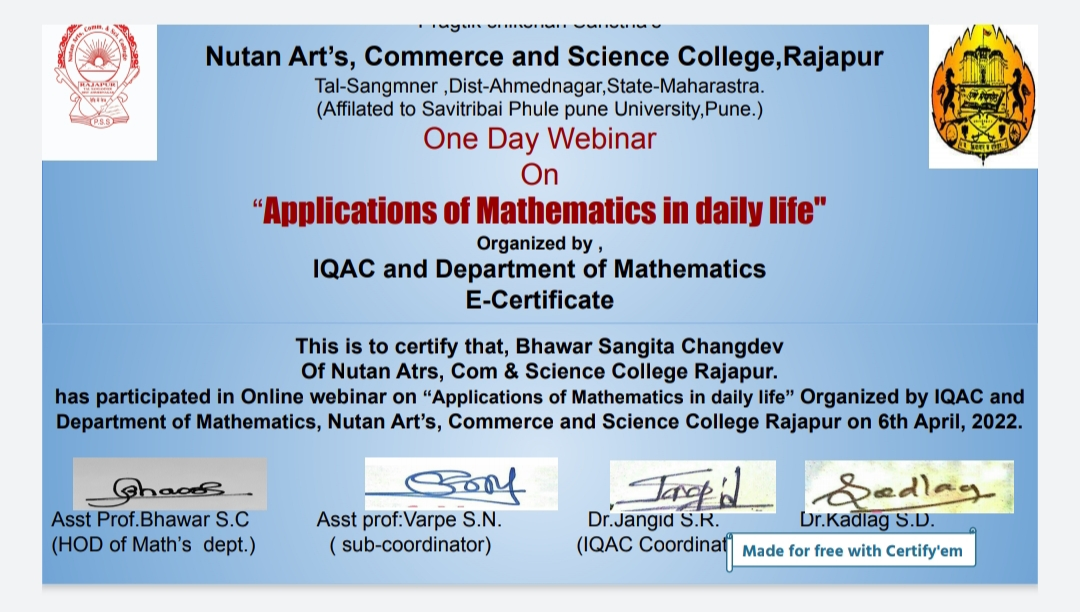 Nutan Art's, Commerce and Science College,Rajapur
Tal-Sangmner ,Dist-Ahmednagar,State-Maharastra.
(Affilated to Savitribai Phule pune University,Pune.)
One Day Webinar
On
“Applications of Mathematics in daily life"
Organized by ,
IQAC and Department of Mathematics
E-Certificate
This is to certify that, Bhawar Sangita Changdev
Of Nutan Atrs, Com & Science College Rajapur.
has participated in Online webinar on “Applications of Mathematics in daily life” Organized by IQAC and
Department of Mathematics, Nutan Art's, Commerce and Science College Rajapur on 6th April, 2022.
Asst Prof.Bhawar S.C Asst prof:Varpe S.N. Dr.Jangid S.R. Dr.Kadlag S.D.
(HOD of Math's dept.) ( sub-coordinator) (IQAC
Made for free with Certify'em
RAJAPUR
P.S.S